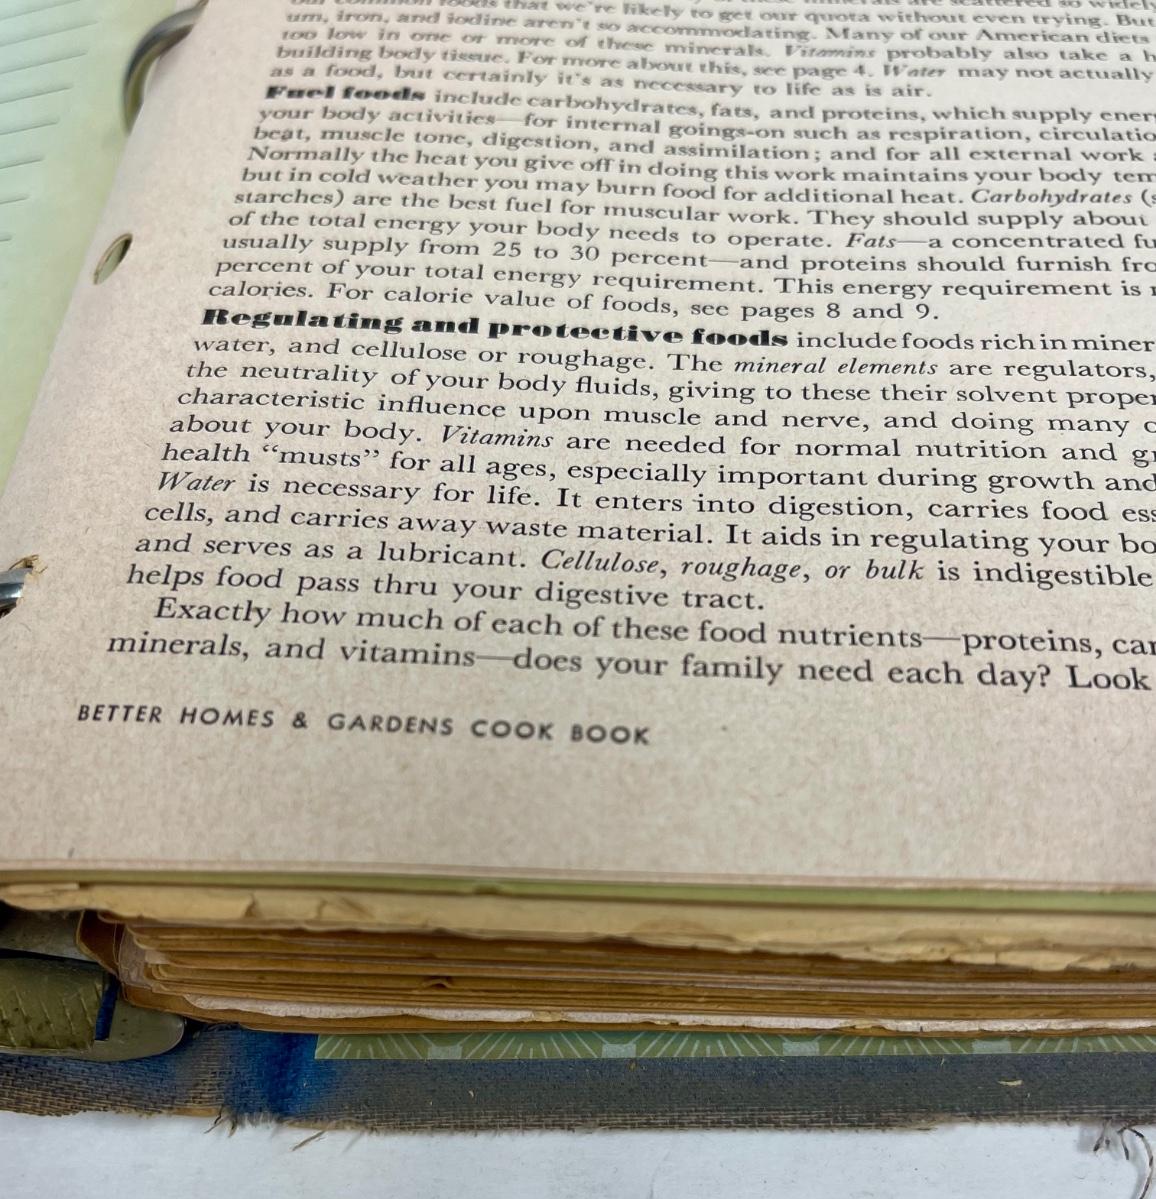 our common foods that we're likely to get our quota without even trying. But
um, iron, and iodine aren't so accommodating. Many of our American diets
too low in one or more of these minerals. Vitamins probably also take a h
building body tissue. For more about this, see page 4. Water may not actually
as a food, but certainly it's as necessary to life as is air.
Fuel foods include carbohydrates, fats, and proteins, which supply ener
your body activities—for internal goings-on such as respiration, circulatio
beat, muscle tone, digestion, and assimilation; and for all external work
Normally the heat you give off in doing this work maintains your body tem
but in cold weather you may burn food for additional heat. Carbohydrates (s
starches) are the best fuel for muscular work. They should supply about
of the total energy your body needs to operate. Fats—a concentrated fu
usually supply from 25 to 30 percent—and proteins should furnish fro
percent of your total energy requirement. This energy requirement is
calories. For calorie value of foods, see pages 8 and 9.
Regulating and protective foods include foods rich in miner
water, and cellulose or roughage. The mineral elements are regulators,
the neutrality of your body fluids, giving to these their solvent proper
characteristic influence upon muscle and nerve, and doing many
about your body. Vitamins are needed for normal nutrition and gr
health “musts” for all ages, especially important during growth and
Water is necessary for life. It enters into digestion, carries food ess
cells, and carries away waste material. It aids in regulating your bo
and serves as a lubricant. Cellulose, roughage, or bulk is indigestible
helps food pass thru your digestive tract.
Exactly how much of each of these food nutrients—proteins, car
minerals, and vitamins—does your family need each day? Look
BETTER HOMES & GARDENS COOK BOOK